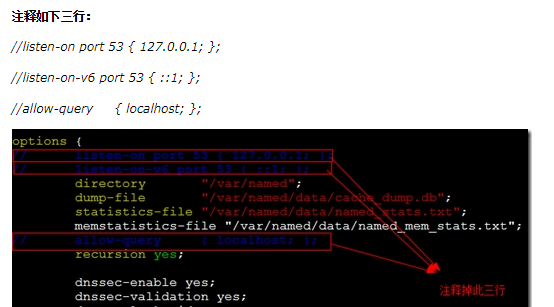 注释如下三行：
//listen-on port 53 { 127.0.0.1; };
//listen-on-v6 port 53 { ::1; };
//allow-query { localhost; };
options {
// listen-on port 53 { 127.0.0.1; };
// listen-on-v6 port 53 { ::1; };
directory "/var/named";
dump-file "/var/named/data/cache_dump.db";
statistics-file "/var/named/data/named_stats.txt";
memstatistics-file "/var/named/data/named_mem_stats.txt";
// allow-query { localhost; };
recursion yes;
注释掉此三行
dnssec-enable yes;
dnssec-validation yes;